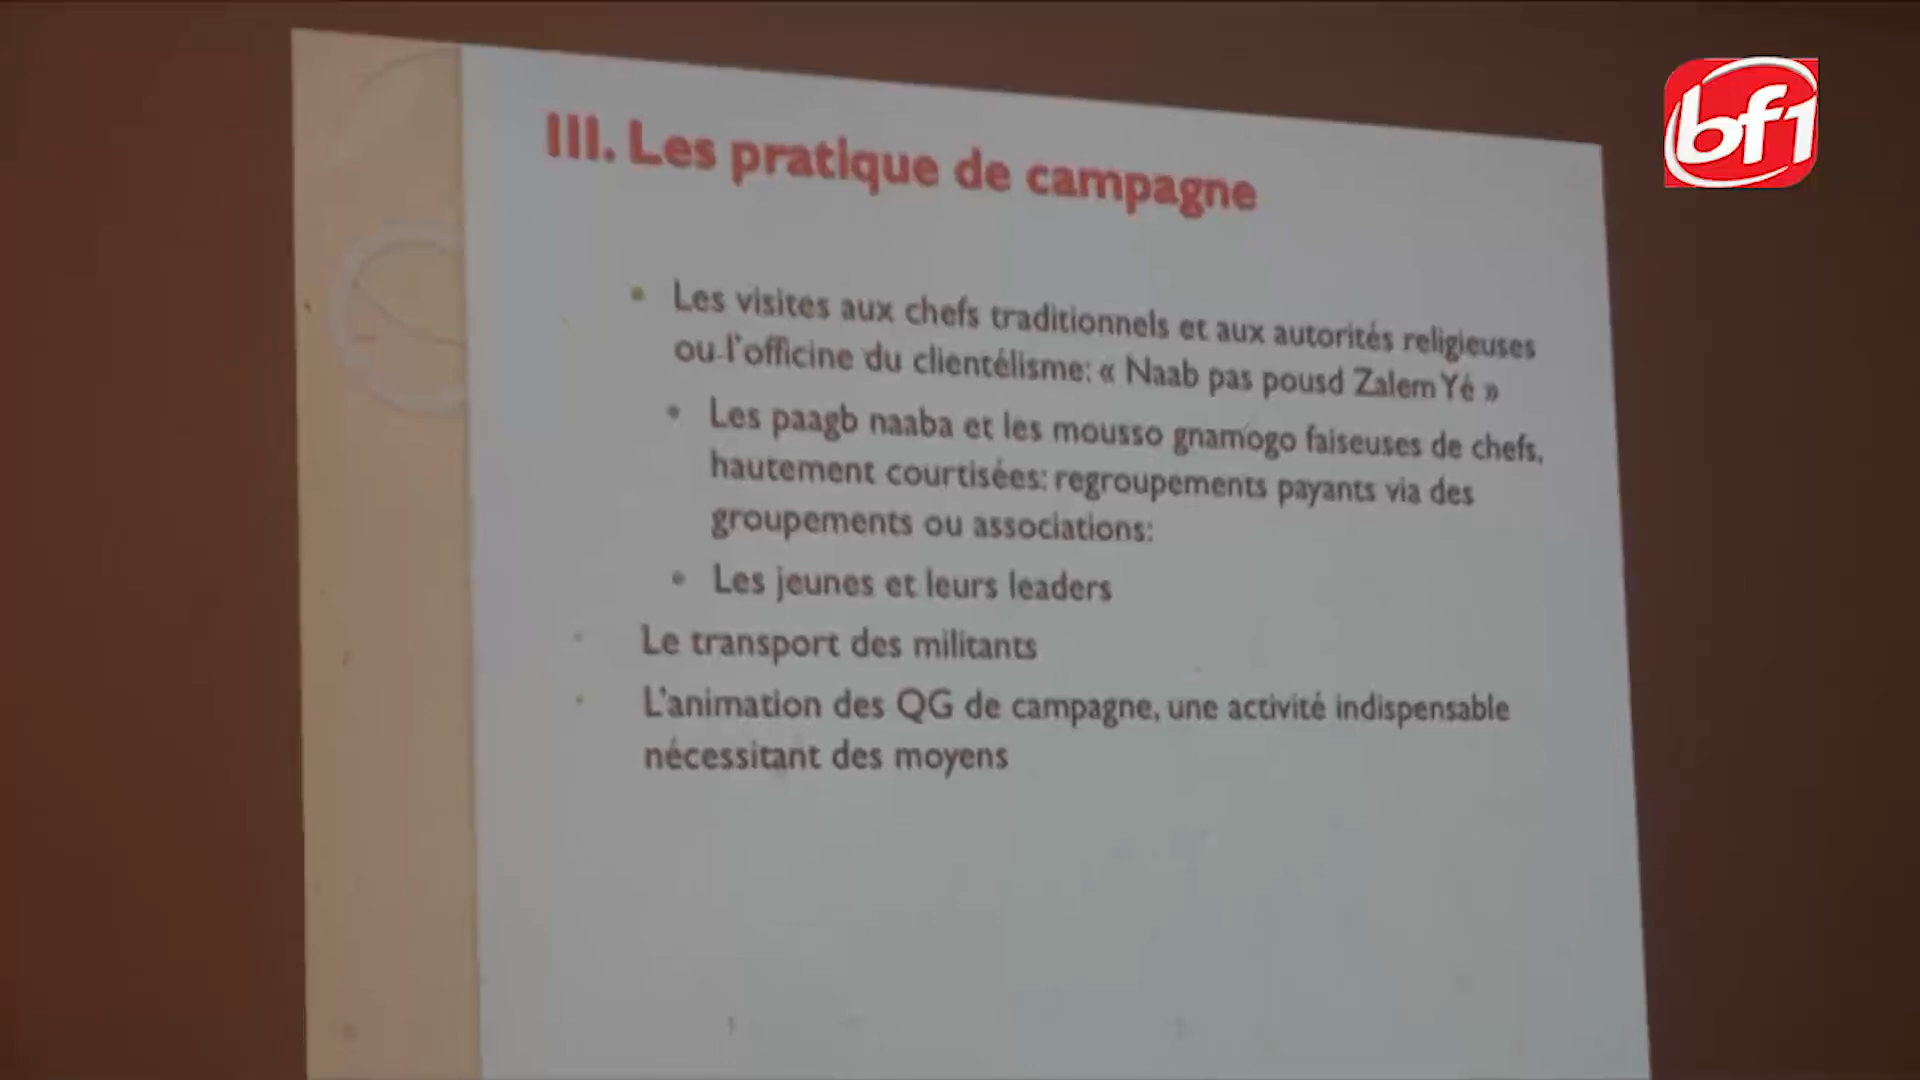 bf1
III. Les pratique de campagne
• Les visites aux chefs traditionnels et aux autorités religieuses
ou l'officine du clientélisme: « Naab pas pousd Zalem Yé »
• Les paagb naaba et les mousso gnamogo faiseuses de chefs,
hautement courtisées: regroupements payants via des
groupements ou associations:
• Les jeunes et leurs leaders
• Le transport des militants
• L'animation des QG de campagne, une activité indispensable
nécessitant des moyens